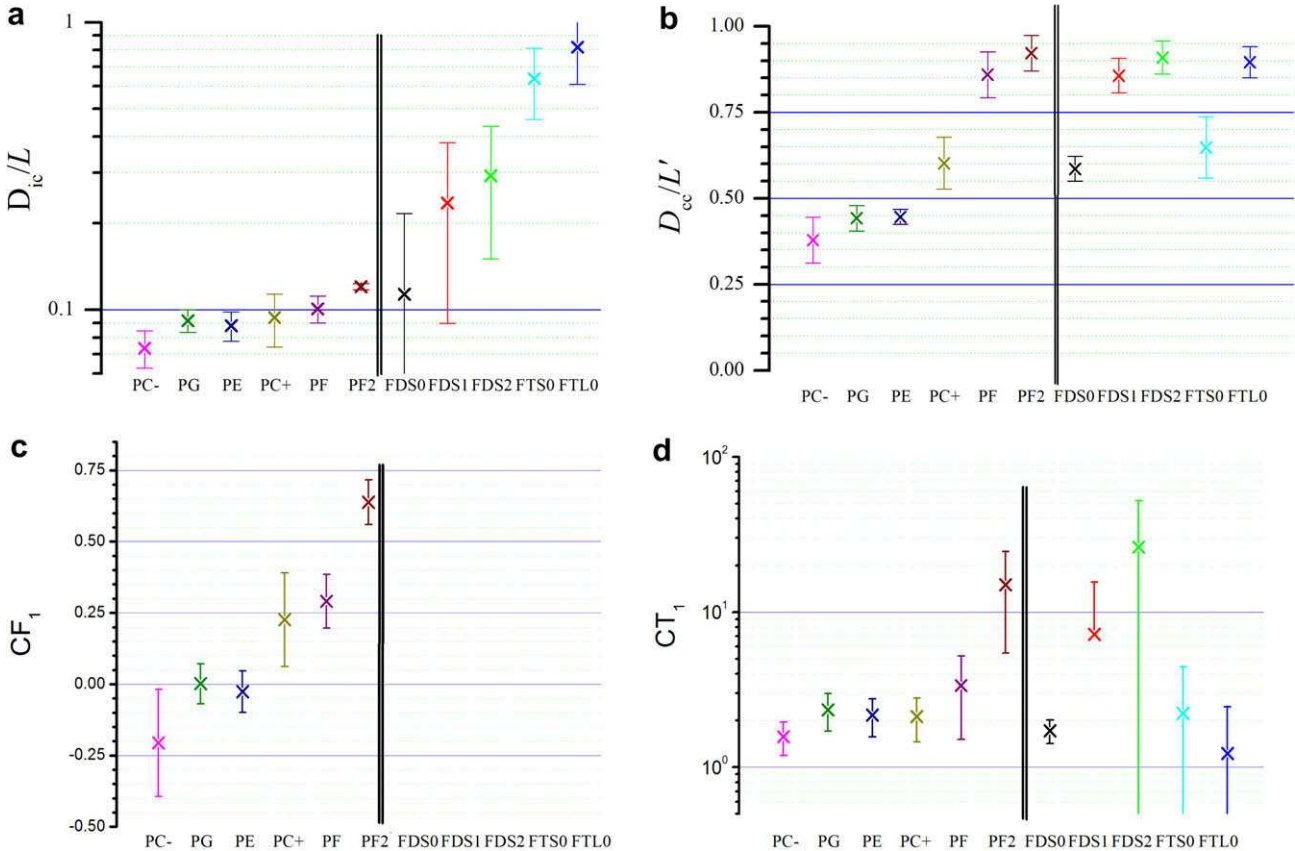 a
1
0.1
D_ic/L
PC- PG PE PC+ PF PF2 FDS0 FDS1 FDS2 FTS0 FTL0
b
1.00
0.75
0.50
0.25
0.00
D_cc/L'
PC- PG PE PC+ PF PF2 FDS0 FDS1 FDS2 FTS0 FTL0
c
0.75
0.50
0.25
0.00
-0.25
-0.50
CF_1
PC- PG PE PC+ PF PF2 FDS0 FDS1 FDS2 FTS0 FTL0
d
10^2
10^1
10^0
CT_1
PC- PG PE PC+ PF PF2 FDS0 FDS1 FDS2 FTS0 FTL0